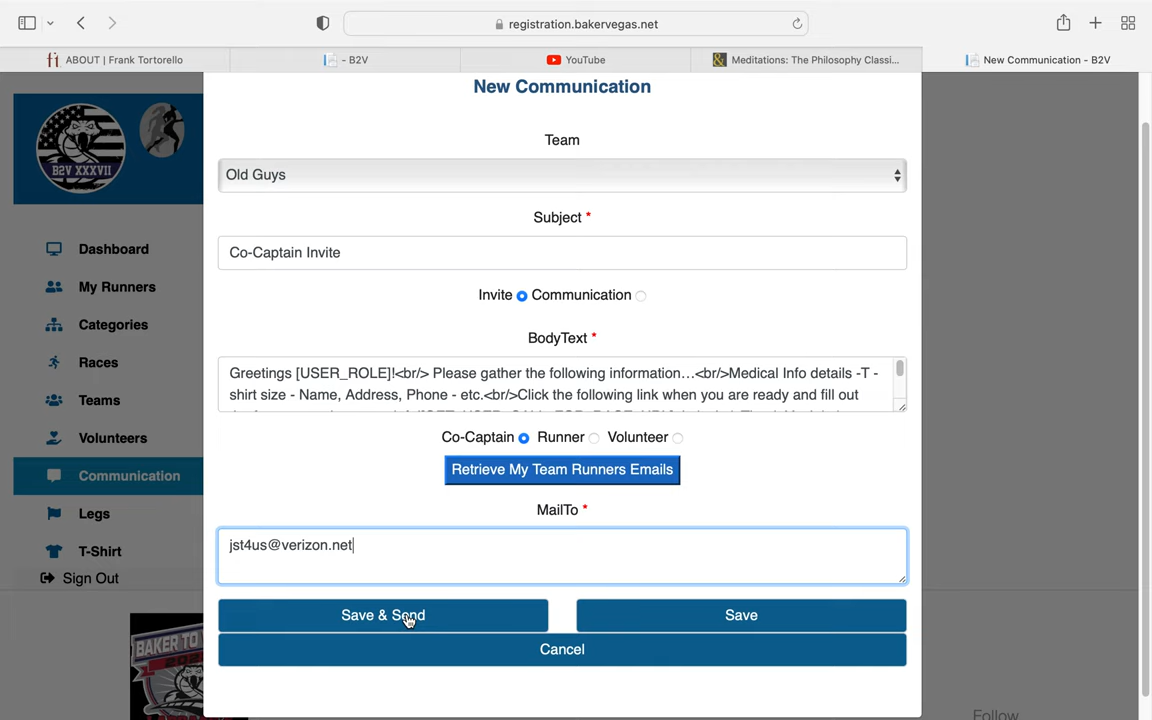 registration.bakervegas.net
ABOUT | Frank Tortorello
- B2V
YouTube
Meditations: The Philosophy Classi...
New Communication - B2V
B2V XXXVII
Dashboard
My Runners
Categories
Races
Teams
Volunteers
Communication
Legs
T-Shirt
Sign Out
New Communication
Team
Old Guys
Subject *
Co-Captain Invite
Invite Communication
BodyText *
Greetings [USER_ROLE]!<br/> Please gather the following information...<br/>Medical Info details -T -
shirt size - Name, Address, Phone - etc.<br/>Click the following link when you are ready and fill out
Co-Captain Runner Volunteer
Retrieve My Team Runners Emails
MailTo *
jst4us@verizon.net
Save & Send
Save
Cancel
BAKER TO
Follow